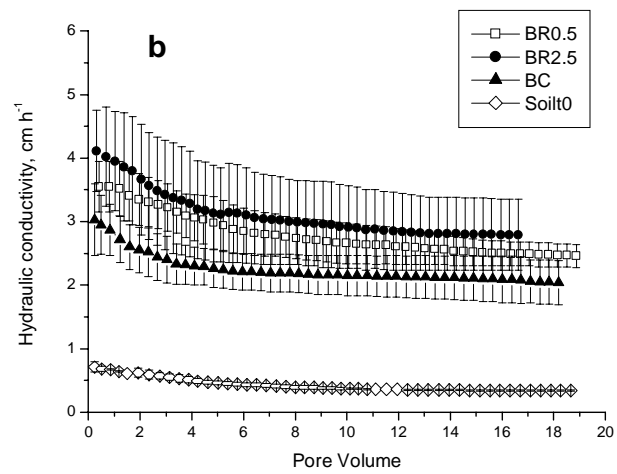 b
BR0.5
BR2.5
BC
Soilt0
Hydraulic conductivity, cm h⁻¹
6
5
4
3
2
1
0
0 2 4 6 8 10 12 14 16 18 20
Pore Volume